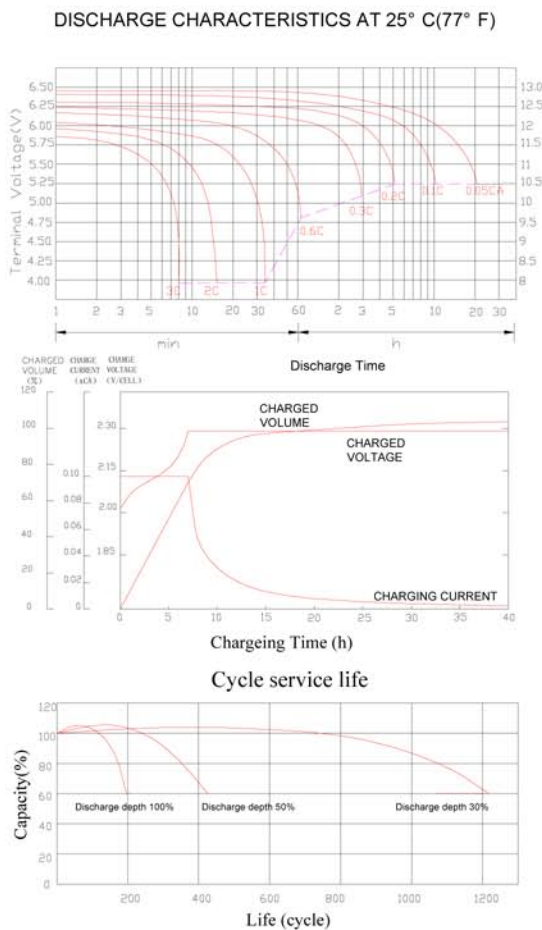 DISCHARGE CHARACTERISTICS AT 25° C(77° F)
Terminal Voltage(V)
6.50
6.25
6.00
5.75
5.50
5.25
5.00
4.75
4.50
4.25
4.00
13.0
12.5
12
11.5
11
10.5
10
9.5
9
8.5
8
3C
2C
1C
0.6C
0.3C
0.2C
0.1C
0.05CA
1 2 3 5 10 20 30 60 2 3 5 10 20 30
min h
Discharge Time
CHARGED VOLUME (%)
CHARGE CURRENT (xCA)
CHARGE VOLTAGE (V/CELL)
120
100
80
60
40
20
0
0.10
0.08
0.06
0.04
0.02
0
2.30
2.15
2.00
1.85
CHARGED
VOLUME
CHARGED
VOLTAGE
CHARGING CURRENT
0 5 10 15 20 25 30 35 40
Chargeing Time (h)
Cycle service life
Capacity(%)
120
100
80
60
40
20
0
Discharge depth 100% Discharge depth 50% Discharge depth 30%
200 400 600 800 1000 1200
Life (cycle)